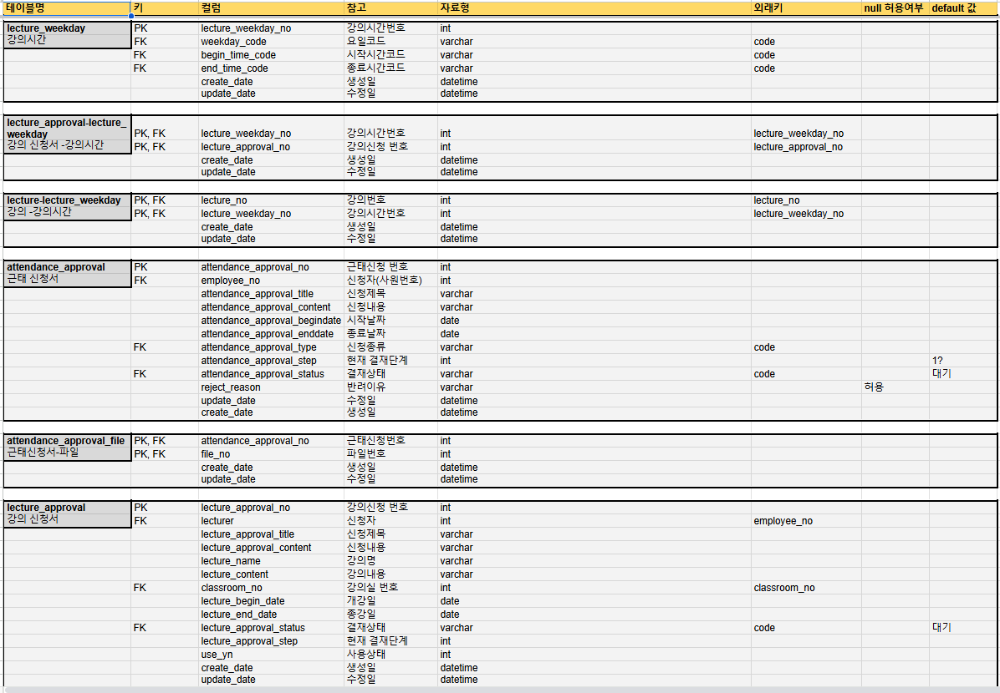 테이블명 키 컬럼 참고 자료형 외래키 null 허용여부 default 값
lecture_weekday PK lecture_weekday_no 강의시간번호 int
강의시간 FK weekday_code 요일코드 varchar code
FK begin_time_code 시작시간코드 varchar code
FK end_time_code 종료시간코드 varchar code
create_date 생성일 datetime
update_date 수정일 datetime
lecture_approval-lecture_
weekday PK, FK lecture_weekday_no 강의시간번호 int lecture_weekday_no
강의 신청서 -강의시간 PK, FK lecture_approval_no 강의신청 번호 int lecture_approval_no
create_date 생성일 datetime
update_date 수정일 datetime
lecture-lecture_weekday PK, FK lecture_no 강의번호 int lecture_no
강의 -강의시간 PK, FK lecture_weekday_no 강의시간번호 int lecture_weekday_no
create_date 생성일 datetime
update_date 수정일 datetime
attendance_approval PK attendance_approval_no 근태신청 번호 int
근태 신청서 FK employee_no 신청자(사원번호) int
attendance_approval_title 신청제목 varchar
attendance_approval_content 신청내용 varchar
attendance_approval_begindate 시작날짜 date
attendance_approval_enddate 종료날짜 date
FK attendance_approval_type 신청종류 varchar code
attendance_approval_step 현재 결재단계 int 1?
FK attendance_approval_status 결재상태 varchar code 대기
reject_reason 반려이유 varchar 허용
update_date 수정일 datetime
create_date 생성일 datetime
attendance_approval_file PK, FK attendance_approval_no 근태신청번호 int
근태신청서-파일 PK, FK file_no 파일번호 int
create_date 생성일 datetime
update_date 수정일 datetime
lecture_approval PK lecture_approval_no 강의신청 번호 int
강의 신청서 FK lecturer 신청자 int employee_no
lecture_approval_title 신청제목 varchar
lecture_approval_content 신청내용 varchar
lecture_name 강의명 varchar
lecture_content 강의내용 varchar
FK classroom_no 강의실 번호 int classroom_no
lecture_begin_date 개강일 date
lecture_end_date 종강일 date
FK lecture_approval_status 결재상태 varchar code 대기
lecture_approval_step 현재 결재단계 int
use_yn 사용상태 int
create_date 생성일 datetime
update_date 수정일 datetime